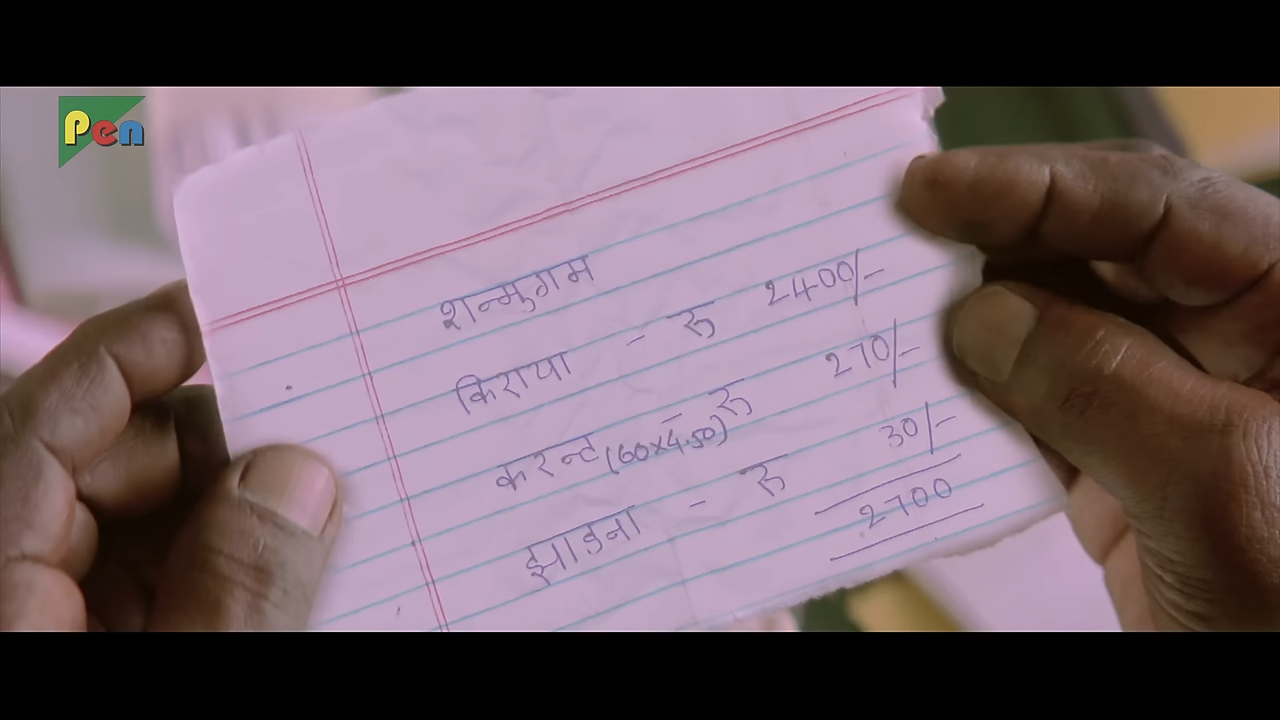 Pen
शन्मुगम
किराया - रु 2400/-
करन्ट (60x4.50) रु 270/-
झाडना - रु 30/-
2700